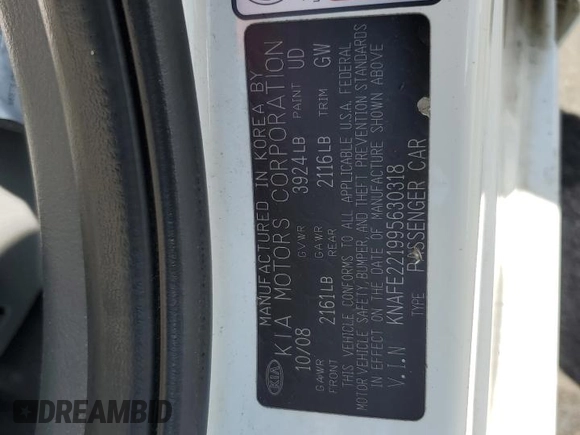 MANUFACTURED IN KOREA BY
KIA MOTORS CORPORATION
KIA
10/08 GVWR 3924LB PAINT UD
GAWR FRONT 2161LB GAWR REAR 2116LB TRIM GW
THIS VEHICLE CONFORMS TO ALL APPLICABLE U.S.A. FEDERAL
MOTOR VEHICLE SAFETY, BUMPER, AND THEFT PREVENTION STANDARDS
IN EFFECT ON THE DATE OF MANUFACTURE SHOWN ABOVE
V.I.N KNAFE221995630318
TYPE PASSENGER CAR
DREAMBID